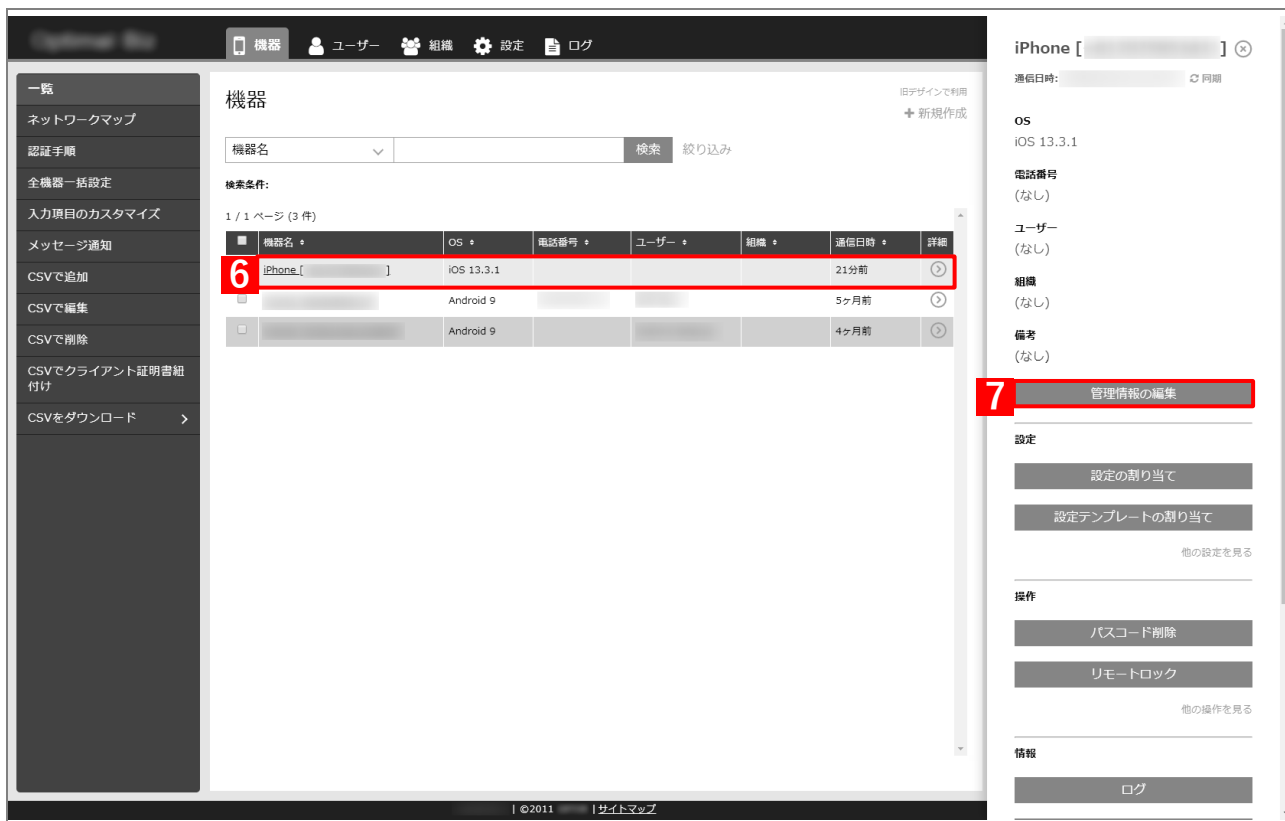 機器 ユーザー 組織 設定 ログ
一覧
ネットワークマップ
認証手順
全機器一括設定
入力項目のカスタマイズ
メッセージ通知
CSVで追加
CSVで編集
CSVで削除
CSVでクライアント証明書紐
付け
CSVをダウンロード
機器
旧デザインで利用
新規作成
機器名 検索 絞り込み
検索条件:
1 / 1 ページ (3 件)
機器名 OS 電話番号 ユーザー 組織 通信日時 詳細
6 iPhone [ ] iOS 13.3.1 21分前
Android 9 5ヶ月前
Android 9 4ヶ月前
| ©2011 | サイトマップ
iPhone [ ]
通信日時: 同期
OS
iOS 13.3.1
電話番号
(なし)
ユーザー
(なし)
組織
(なし)
備考
(なし)
7 管理情報の編集
設定
設定の割り当て
設定テンプレートの割り当て
他の設定を見る
操作
パスコード削除
リモートロック
他の操作を見る
情報
ログ